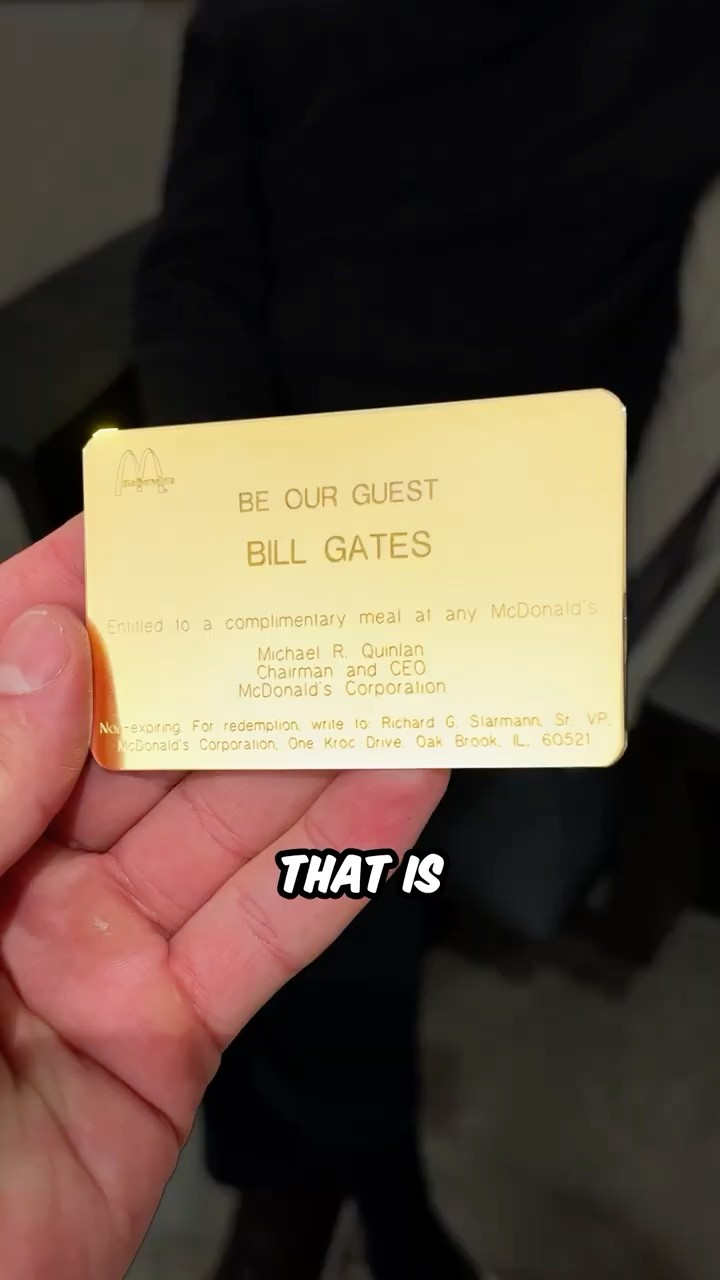 McDonald's
BE OUR GUEST
BILL GATES
Entitled to a complimentary meal at any McDonald's
Michael R. Quinlan
Chairman and CEO
McDonald's Corporation
Non-expiring. For redemption, write to: Richard G. Starmann, Sr. VP,
McDonald's Corporation, One Kroc Drive, Oak Brook, IL, 60521
THAT IS